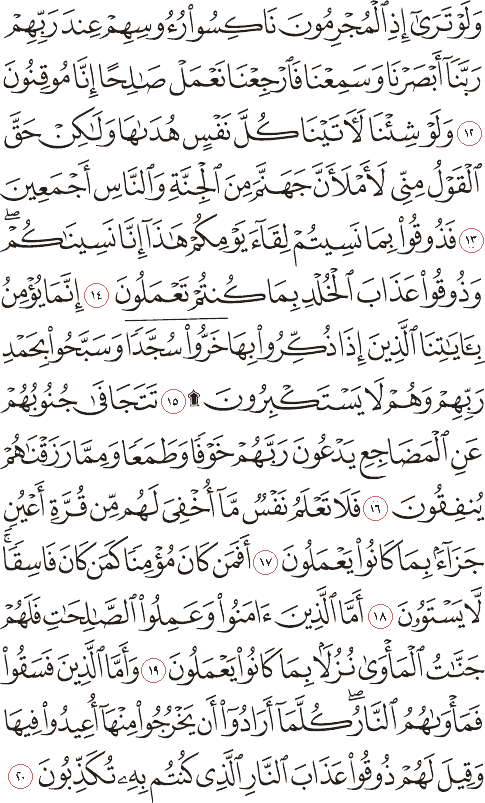 وَلَوْ تَرَىٰٓ إِذِ ٱلْمُجْرِمُونَ نَاكِسُوا۟ رُءُوسِهِمْ عِندَ رَبِّهِمْ
رَبَّنَآ أَبْصَرْنَا وَسَمِعْنَا فَٱرْجِعْنَا نَعْمَلْ صَـٰلِحًا إِنَّا مُوقِنُونَ
١٢ وَلَوْ شِئْنَا لَـَٔاتَيْنَا كُلَّ نَفْسٍ هُدَىٰهَا وَلَـٰكِنْ حَقَّ
ٱلْقَوْلُ مِنِّى لَأَمْلَأَنَّ جَهَنَّمَ مِنَ ٱلْجِنَّةِ وَٱلنَّاسِ أَجْمَعِينَ
١٣ فَذُوقُوا۟ بِمَا نَسِيتُمْ لِقَآءَ يَوْمِكُمْ هَـٰذَآ إِنَّا نَسِينَـٰكُمْ ۖ
وَذُوقُوا۟ عَذَابَ ٱلْخُلْدِ بِمَا كُنتُمْ تَعْمَلُونَ ١٤ إِنَّمَا يُؤْمِنُ
بِـَٔايَـٰتِنَا ٱلَّذِينَ إِذَا ذُكِّرُوا۟ بِهَا خَرُّوا۟ سُجَّدًا وَسَبَّحُوا۟ بِحَمْدِ
رَبِّهِمْ وَهُمْ لَا يَسْتَكْبِرُونَ ۩ ١٥ تَتَجَافَىٰ جُنُوبُهُمْ
عَنِ ٱلْمَضَاجِعِ يَدْعُونَ رَبَّهُمْ خَوْفًا وَطَمَعًا وَمِمَّا رَزَقْنَـٰهُمْ
يُنفِقُونَ ١٦ فَلَا تَعْلَمُ نَفْسٌ مَّآ أُخْفِىَ لَهُم مِّن قُرَّةِ أَعْيُنٍ
جَزَآءًۢ بِمَا كَانُوا۟ يَعْمَلُونَ ١٧ أَفَمَن كَانَ مُؤْمِنًا كَمَن كَانَ فَاسِقًا ۚ
لَّا يَسْتَوُۥنَ ١٨ أَمَّا ٱلَّذِينَ ءَامَنُوا۟ وَعَمِلُوا۟ ٱلصَّـٰلِحَـٰتِ فَلَهُمْ
جَنَّـٰتُ ٱلْمَأْوَىٰ نُزُلًۢا بِمَا كَانُوا۟ يَعْمَلُونَ ١٩ وَأَمَّا ٱلَّذِينَ فَسَقُوا۟
فَمَأْوَىٰهُمُ ٱلنَّارُ ۖ كُلَّمَآ أَرَادُوٓا۟ أَن يَخْرُجُوا۟ مِنْهَآ أُعِيدُوا۟ فِيهَا
وَقِيلَ لَهُمْ ذُوقُوا۟ عَذَابَ ٱلنَّارِ ٱلَّذِى كُنتُم بِهِۦ تُكَذِّبُونَ ٢٠